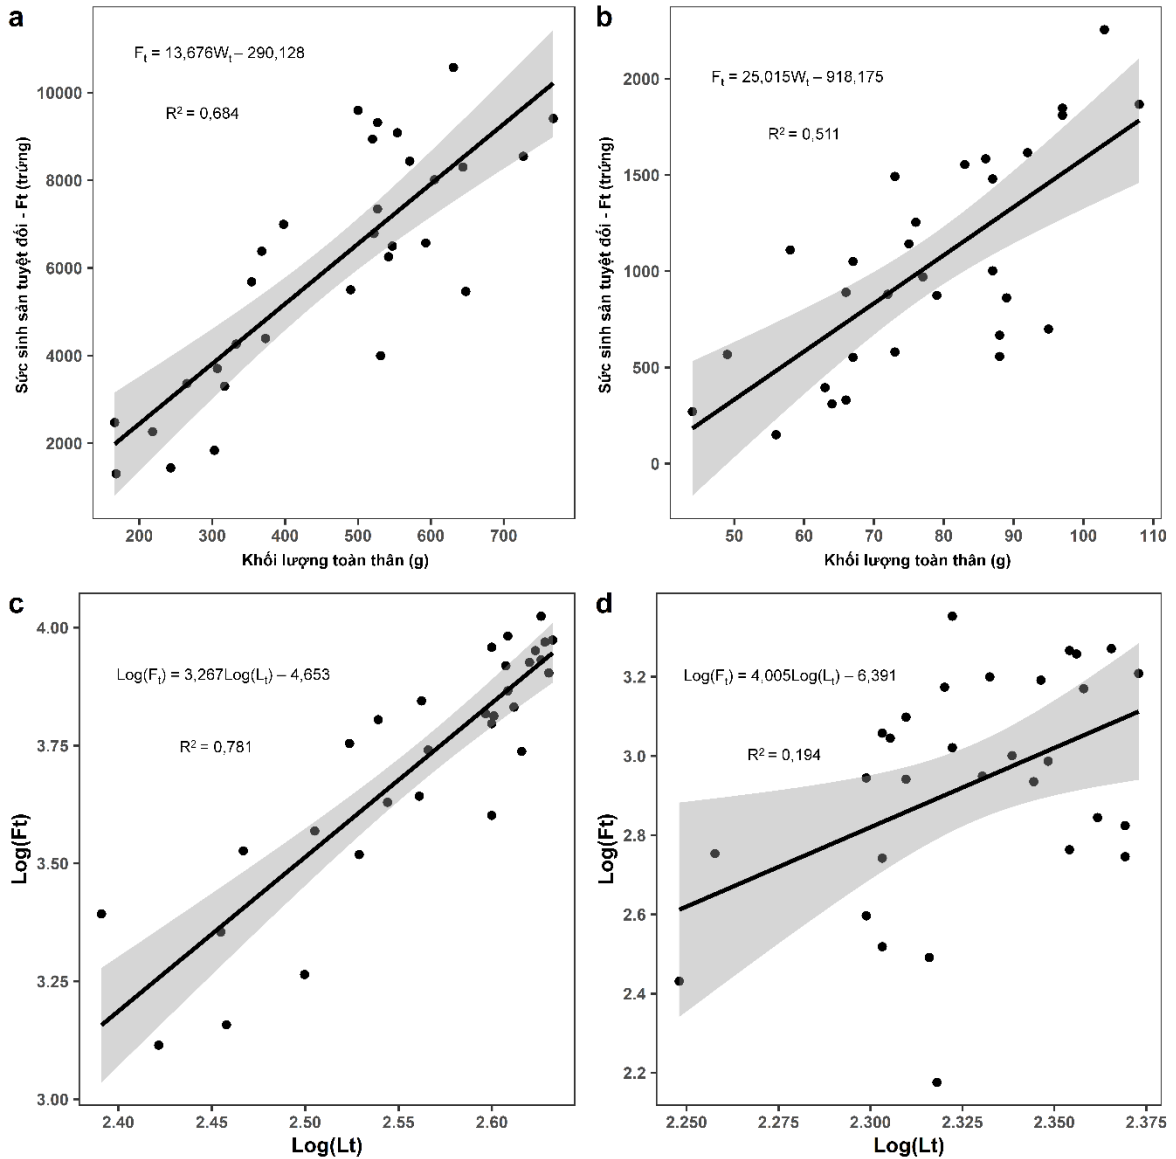 a
Fₜ = 13,676Wₜ – 290,128
R² = 0,684
Sức sinh sản tuyệt đối - Ft (trứng)
10000
8000
6000
4000
2000
200 300 400 500 600 700
Khối lượng toàn thân (g)
b
Fₜ = 25,015Wₜ – 918,175
R² = 0,511
Sức sinh sản tuyệt đối - Ft (trứng)
2000
1500
1000
500
0
50 60 70 80 90 100 110
Khối lượng toàn thân (g)
c
Log(Fₜ) = 3,267Log(Lₜ) – 4,653
R² = 0,781
Log(Ft)
4.00
3.75
3.50
3.25
3.00
2.40 2.45 2.50 2.55 2.60
Log(Lt)
d
Log(Fₜ) = 4,005Log(Lₜ) – 6,391
R² = 0,194
Log(Ft)
3.2
3.0
2.8
2.6
2.4
2.2
2.250 2.275 2.300 2.325 2.350 2.375
Log(Lt)